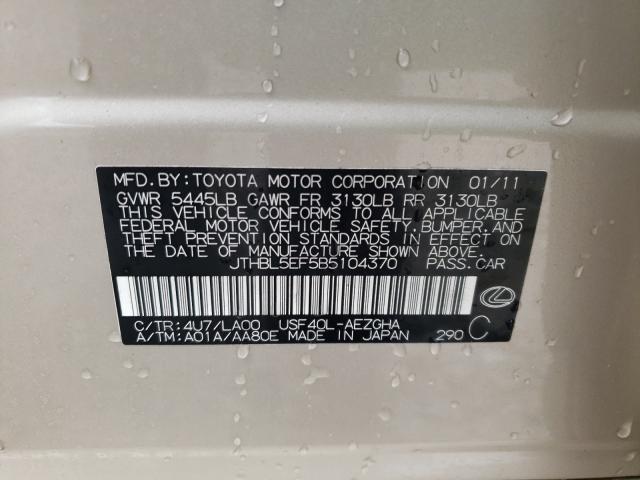 MFD.BY:TOYOTA MOTOR CORPORATION 01/11
GVWR 5445LB GAWR FR 3130LB RR 3130LB
THIS VEHICLE CONFORMS TO ALL APPLICABLE
FEDERAL MOTOR VEHICLE SAFETY,BUMPER,AND
THEFT PREVENTION STANDARDS IN EFFECT ON
THE DATE OF MANUFACTURE SHOWN ABOVE.
JTHBL5EF5B5104370 PASS.CAR
C/TR:4U7/LA00 USF40L-AEZGHA
A/TM:A01A/AA80E MADE IN JAPAN 290 C